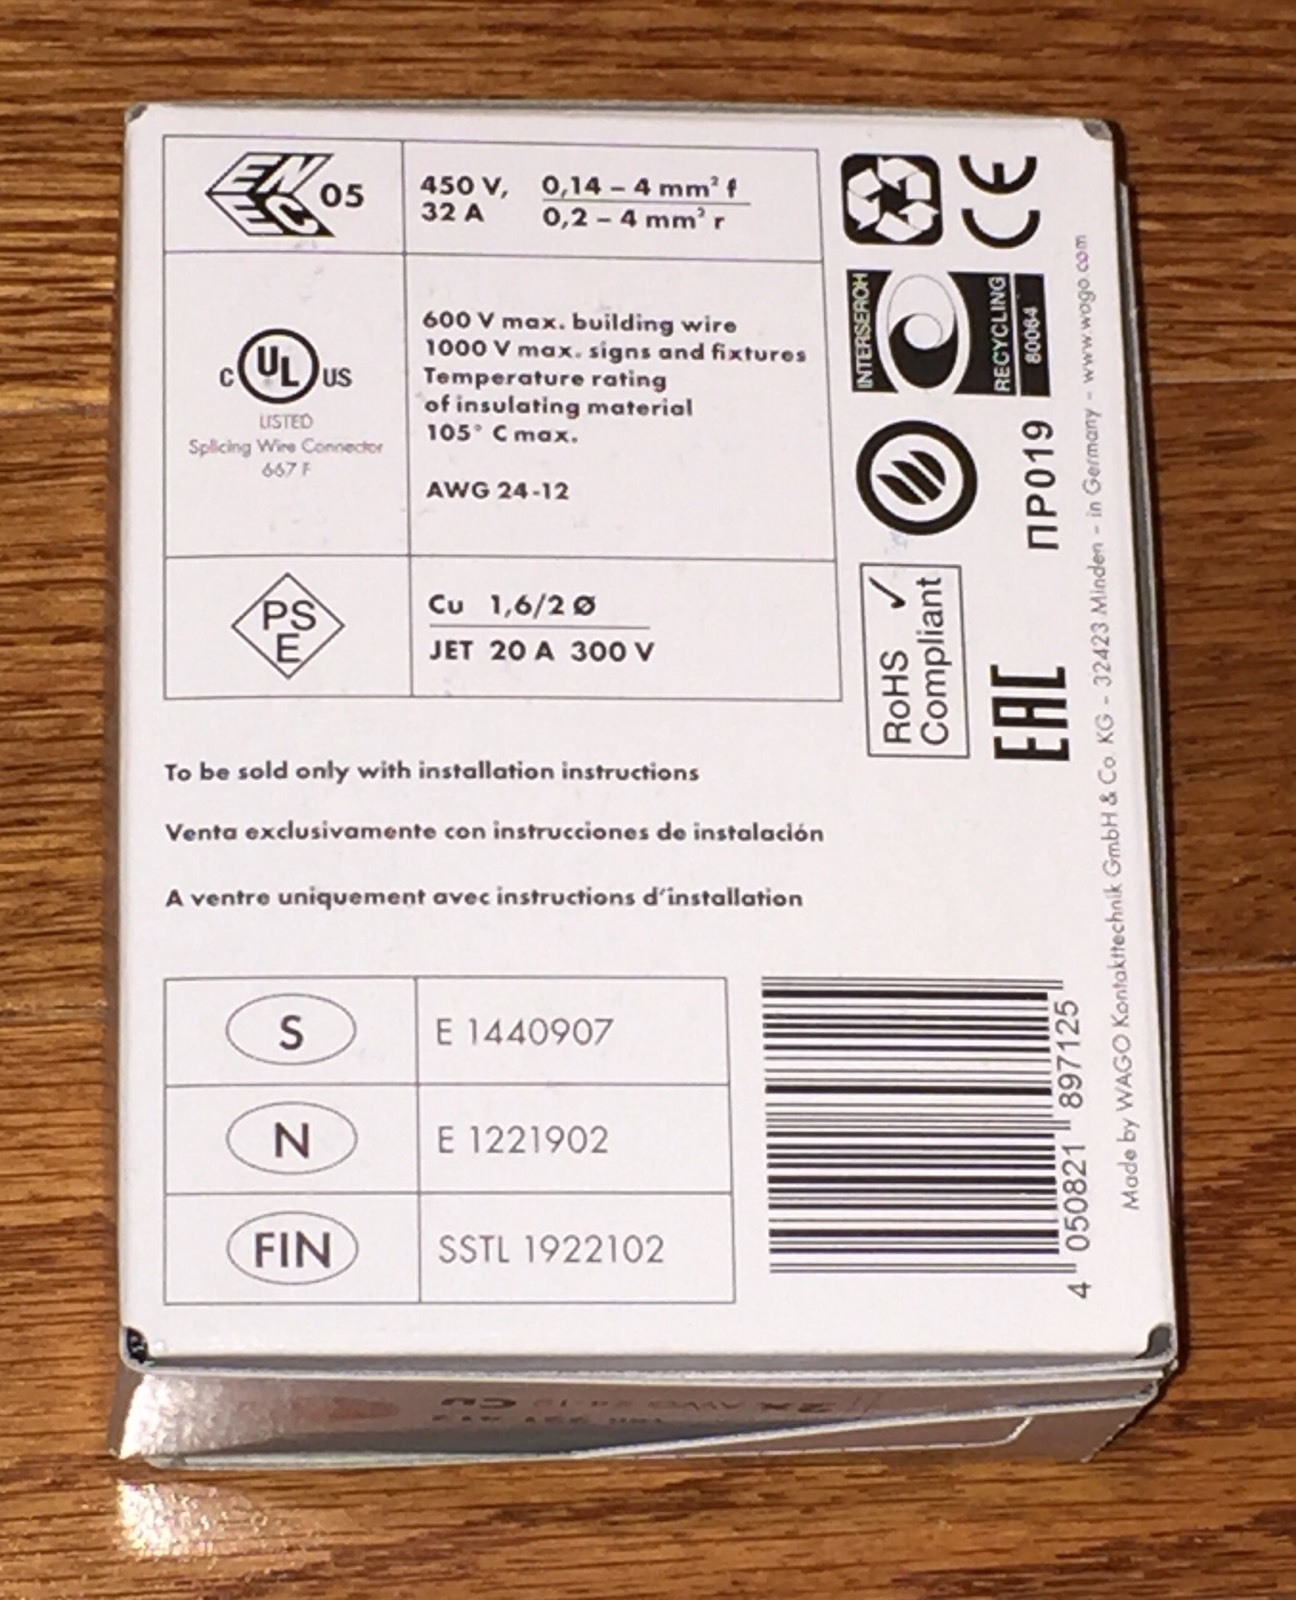 ENEC 05
450 V, 0,14 – 4 mm² f
32 A 0,2 – 4 mm² r
C UL US
LISTED
Splicing Wire Connector
667 F
600 V max. building wire
1000 V max. signs and fixtures
Temperature rating
of insulating material
105° C max.
AWG 24-12
PS
E
Cu 1,6/2 Ø
JET 20 A 300 V
To be sold only with installation instructions
Venta exclusivamente con instrucciones de instalación
A ventre uniquement avec instructions d'installation
S E 1440907
N E 1221902
FIN SSTL 1922102
CE
INTERSEROH
RECYCLING
80064
ПР019
RoHS ✓
Compliant
EAC
4 050821 897125
Made by WAGO Kontakttechnik GmbH & Co. KG - 32423 Minden - in Germany - www.wago.com